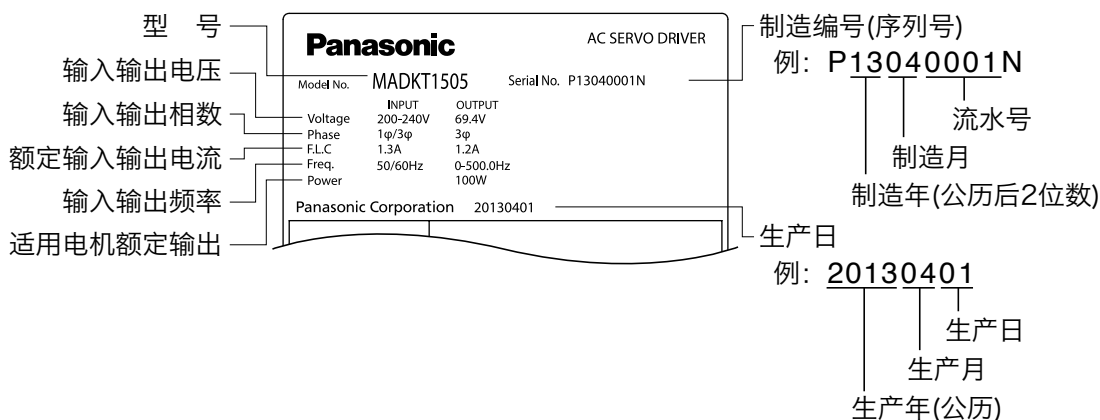 型 号
输入输出电压
输入输出相数
额定输入输出电流
输入输出频率
适用电机额定输出
Panasonic AC SERVO DRIVER
Model No. MADKT1505 Serial No. P13040001N
INPUT OUTPUT
Voltage 200-240V 69.4V
Phase 1φ/3φ 3φ
F.L.C 1.3A 1.2A
Freq. 50/60Hz 0-500.0Hz
Power 100W
Panasonic Corporation 20130401
制造编号(序列号)
例: P13040001N
流水号
制造月
制造年(公历后2位数)
生产日
例: 20130401
生产日
生产月
生产年(公历)